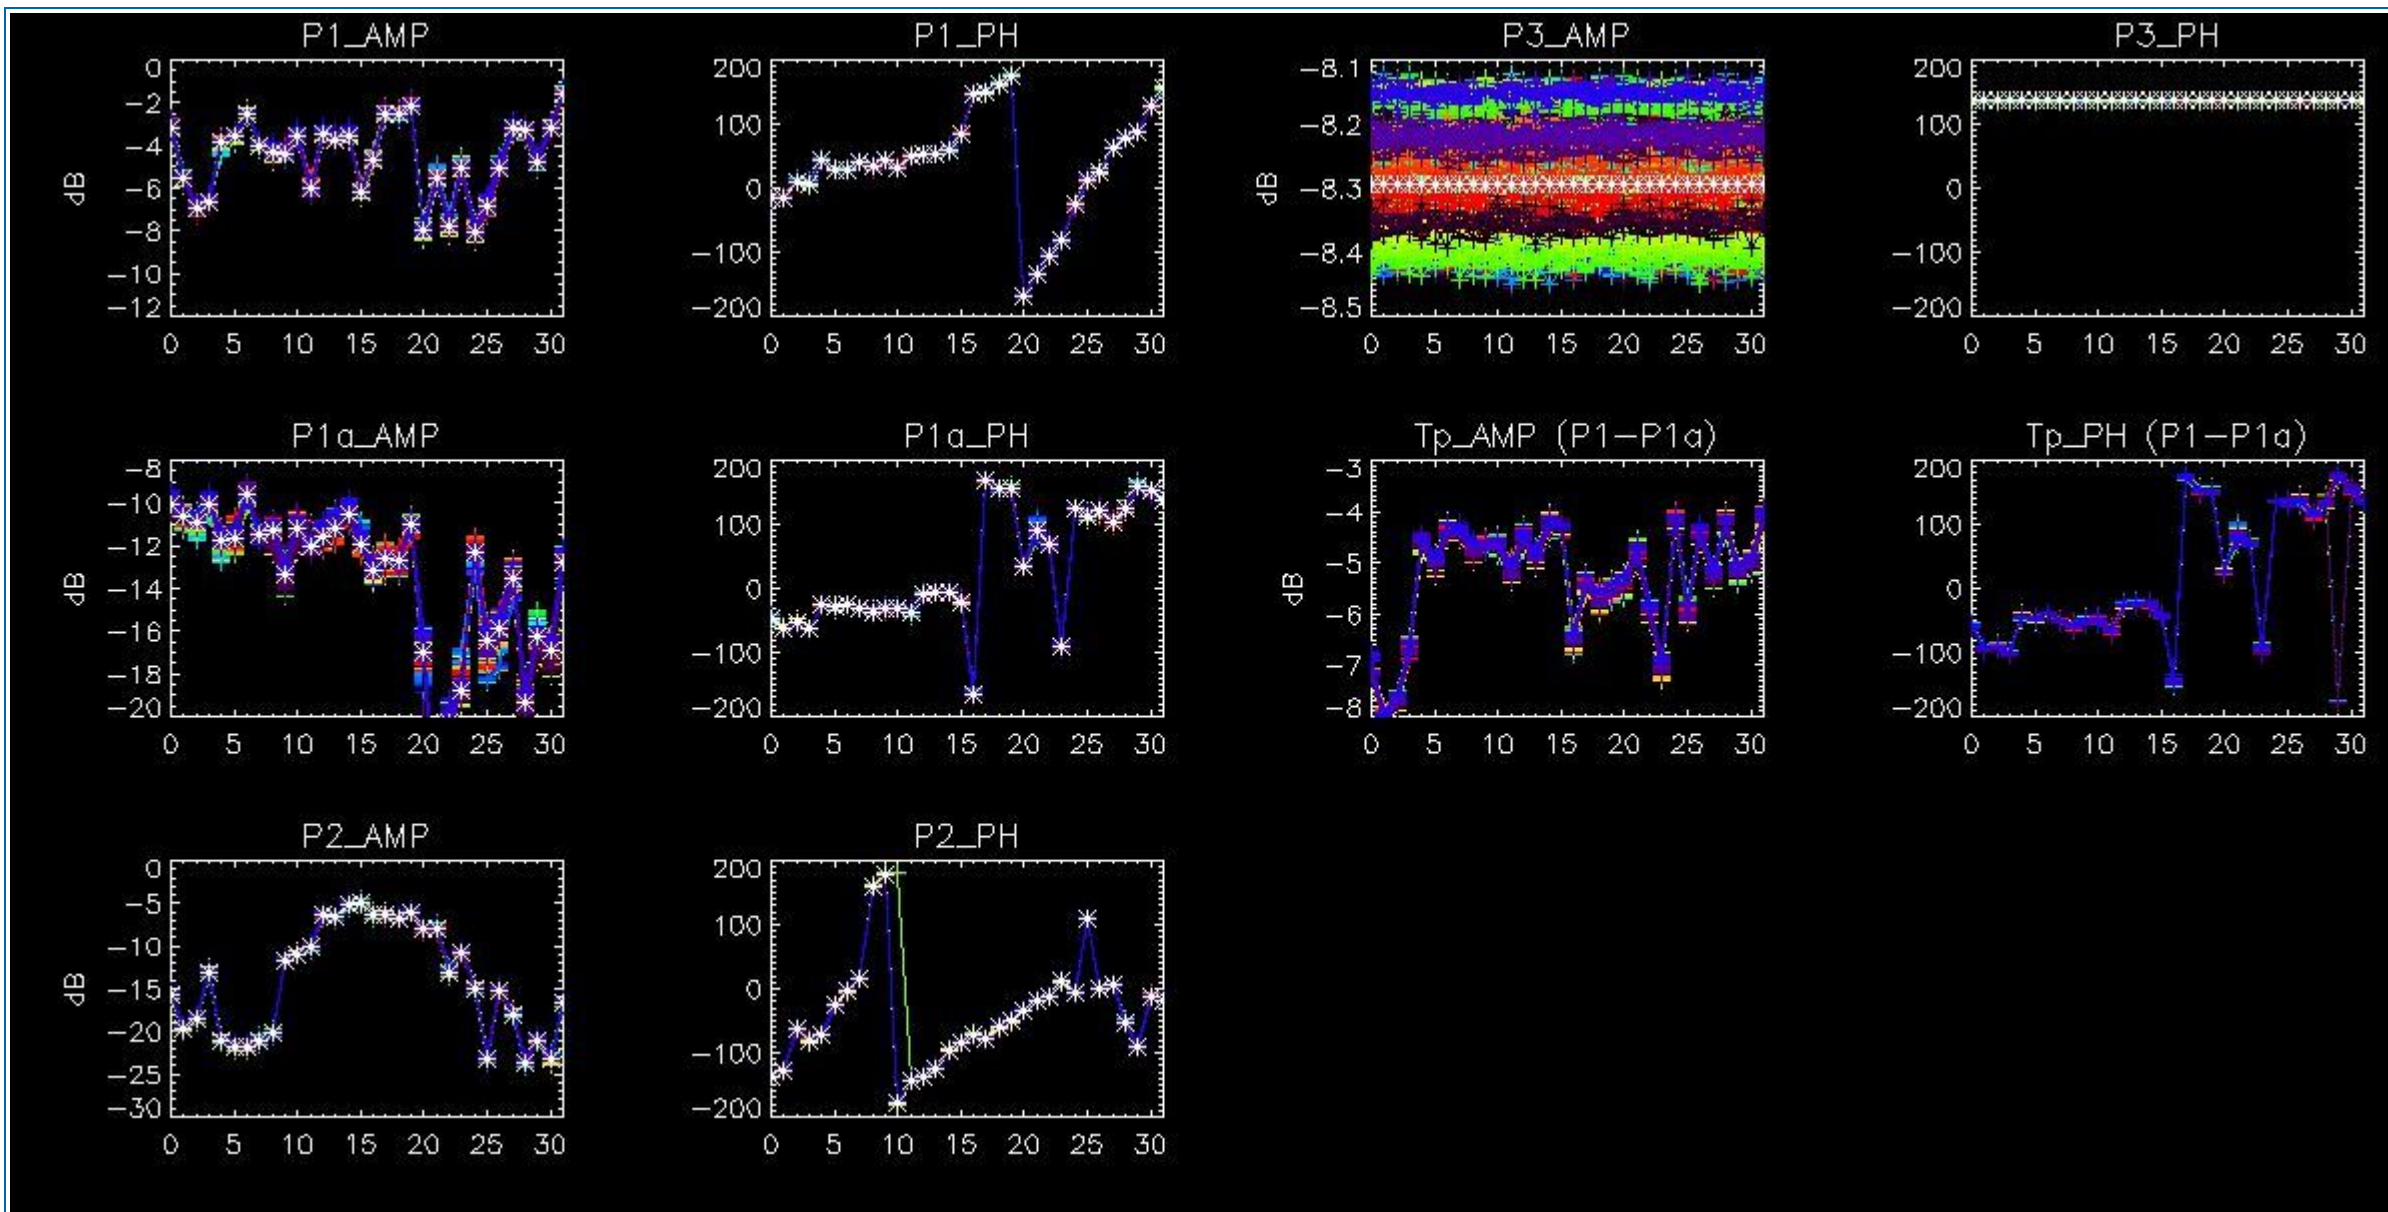 P1_AMP P1_PH P3_AMP P3_PH
0 200 −8.1 200
−2
−4 100 −8.2 100
dB −6 0 dB −8.3 0
−8
−10 −100 −8.4 −100
−12 −200 −8.5 −200
0 5 10 15 20 25 30 0 5 10 15 20 25 30 0 5 10 15 20 25 30 0 5 10 15 20 25 30
P1a_AMP P1a_PH Tp_AMP (P1−P1a) Tp_PH (P1−P1a)
−8 200 −3 200
−10 100 −4 100
−12
dB −14 0 dB −5 0
−16 −100 −6 −100
−18 −7
−20 −200 −8 −200
0 5 10 15 20 25 30 0 5 10 15 20 25 30 0 5 10 15 20 25 30 0 5 10 15 20 25 30
P2_AMP P2_PH
0 200
−5 100
−10
dB −15 0
−20 −100
−25
−30 −200
0 5 10 15 20 25 30 0 5 10 15 20 25 30